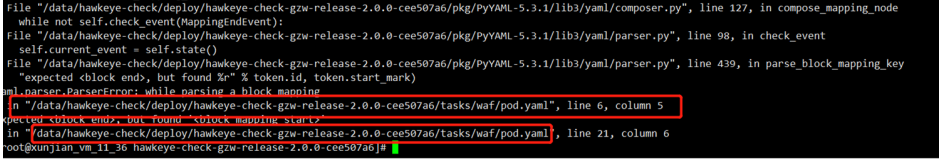 File "/data/hawkeye-check/deploy/hawkeye-check-gzw-release-2.0.0-cee507a6/pkg/PyYAML-5.3.1/lib3/yaml/composer.py", line 127, in compose_mapping_node
while not self.check_event(MappingEndEvent):
File "/data/hawkeye-check/deploy/hawkeye-check-gzw-release-2.0.0-cee507a6/pkg/PyYAML-5.3.1/lib3/yaml/parser.py", line 98, in check_event
self.current_event = self.state()
File "/data/hawkeye-check/deploy/hawkeye-check-gzw-release-2.0.0-cee507a6/pkg/PyYAML-5.3.1/lib3/yaml/parser.py", line 439, in parse_block_mapping_key
"expected <block end>, but found %r" % token.id, token.start_mark)
aml.parser.ParserError: while parsing a block mapping
in "/data/hawkeye-check/deploy/hawkeye-check-gzw-release-2.0.0-cee507a6/tasks/waf/pod.yaml", line 6, column 5
xpected <block end>, but found '<block mapping start>'
in "/data/hawkeye-check/deploy/hawkeye-check-gzw-release-2.0.0-cee507a6/tasks/waf/pod.yaml", line 21, column 6
root@xunjian_vm_11_36 hawkeye-check-gzw-release-2.0.0-cee507a6]#